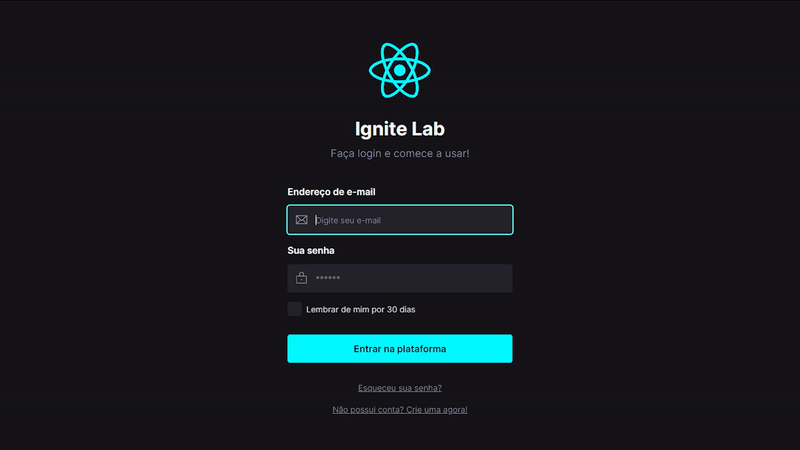 Ignite Lab
Faça login e comece a usar!
Endereço de e-mail
Digite seu e-mail
Sua senha
******
Lembrar de mim por 30 dias
Entrar na plataforma
Esqueceu sua senha?
Não possui conta? Crie uma agora!